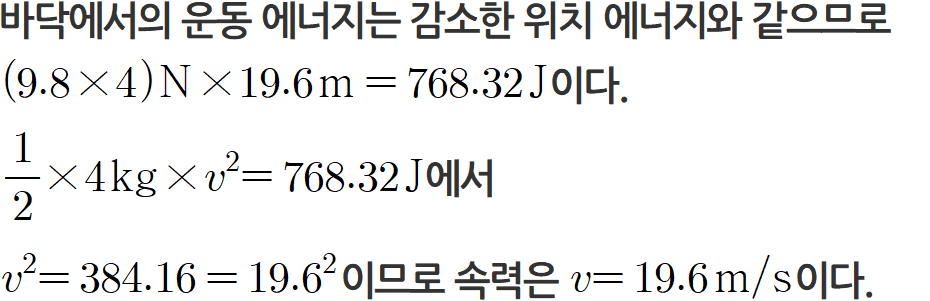 바닥에서의 운동 에너지는 감소한 위치 에너지와 같으므로
(9.8×4)N×19.6m=768.32J이다.
1/2×4kg×v²=768.32J에서
v²=384.16=19.6²이므로 속력은 v=19.6m/s이다.